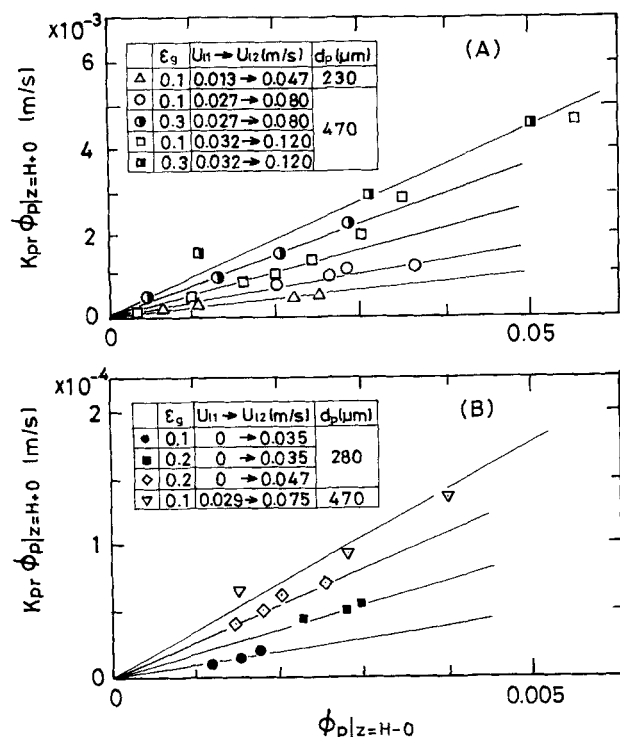 ×10⁻³
(A)
εg Ul1→Ul2(m/s) dp(μm)
△ 0.1 0.013→0.047 230
○ 0.1 0.027→0.080
◑ 0.3 0.027→0.080 470
□ 0.1 0.032→0.120
◨ 0.3 0.032→0.120
6
4
2
0
Kpr ϕp|z=H+0 (m/s)
0 0.05
×10⁻⁴
(B)
εg Ul1→Ul2(m/s) dp(μm)
● 0.1 0→0.035
■ 0.2 0→0.035 280
◇ 0.2 0→0.047
▽ 0.1 0.029→0.075 470
2
1
0
Kpr ϕp|z=H+0 (m/s)
0 0.005
ϕp|z=H−0